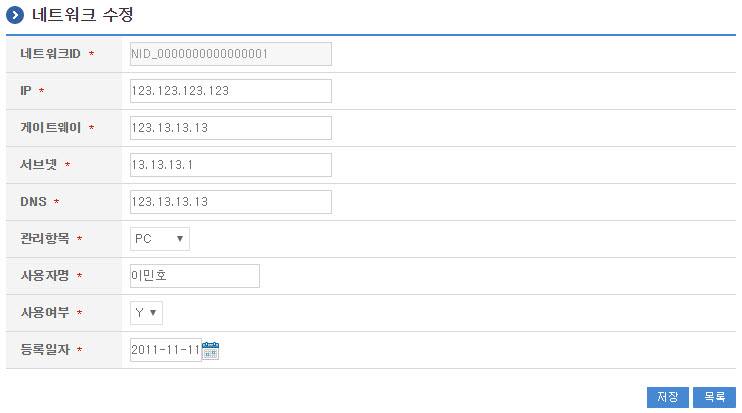 네트워크 수정
네트워크ID * NID_0000000000000001
IP * 123.123.123.123
게이트웨이 * 123.13.13.13
서브넷 * 13.13.13.1
DNS * 123.13.13.13
관리항목 * PC
사용자명 * 이민호
사용여부 * Y
등록일자 * 2011-11-11
저장 목록